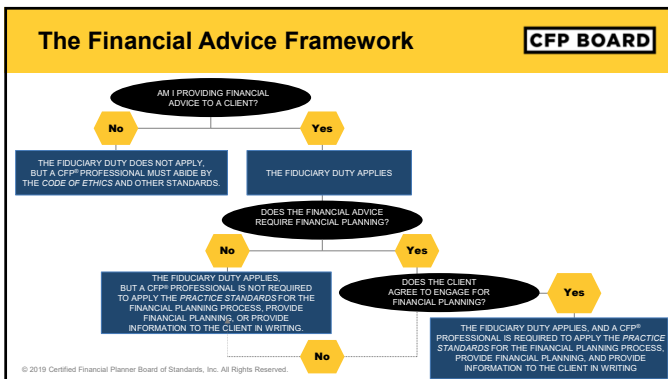 The Financial Advice Framework
CFP BOARD
AM I PROVIDING FINANCIAL
ADVICE TO A CLIENT?
No
Yes
THE FIDUCIARY DUTY DOES NOT APPLY,
BUT A CFP® PROFESSIONAL MUST ABIDE BY
THE CODE OF ETHICS AND OTHER STANDARDS.
THE FIDUCIARY DUTY APPLIES
DOES THE FINANCIAL ADVICE
REQUIRE FINANCIAL PLANNING?
No
Yes
THE FIDUCIARY DUTY APPLIES,
BUT A CFP® PROFESSIONAL IS NOT REQUIRED
TO APPLY THE PRACTICE STANDARDS FOR THE
FINANCIAL PLANNING PROCESS, PROVIDE
FINANCIAL PLANNING, OR PROVIDE
INFORMATION TO THE CLIENT IN WRITING.
DOES THE CLIENT
AGREE TO ENGAGE FOR
FINANCIAL PLANNING?
Yes
THE FIDUCIARY DUTY APPLIES, AND A CFP®
PROFESSIONAL IS REQUIRED TO APPLY THE PRACTICE
STANDARDS FOR THE FINANCIAL PLANNING PROCESS,
PROVIDE FINANCIAL PLANNING, AND PROVIDE
INFORMATION TO THE CLIENT IN WRITING
No
© 2019 Certified Financial Planner Board of Standards, Inc. All Rights Reserved.